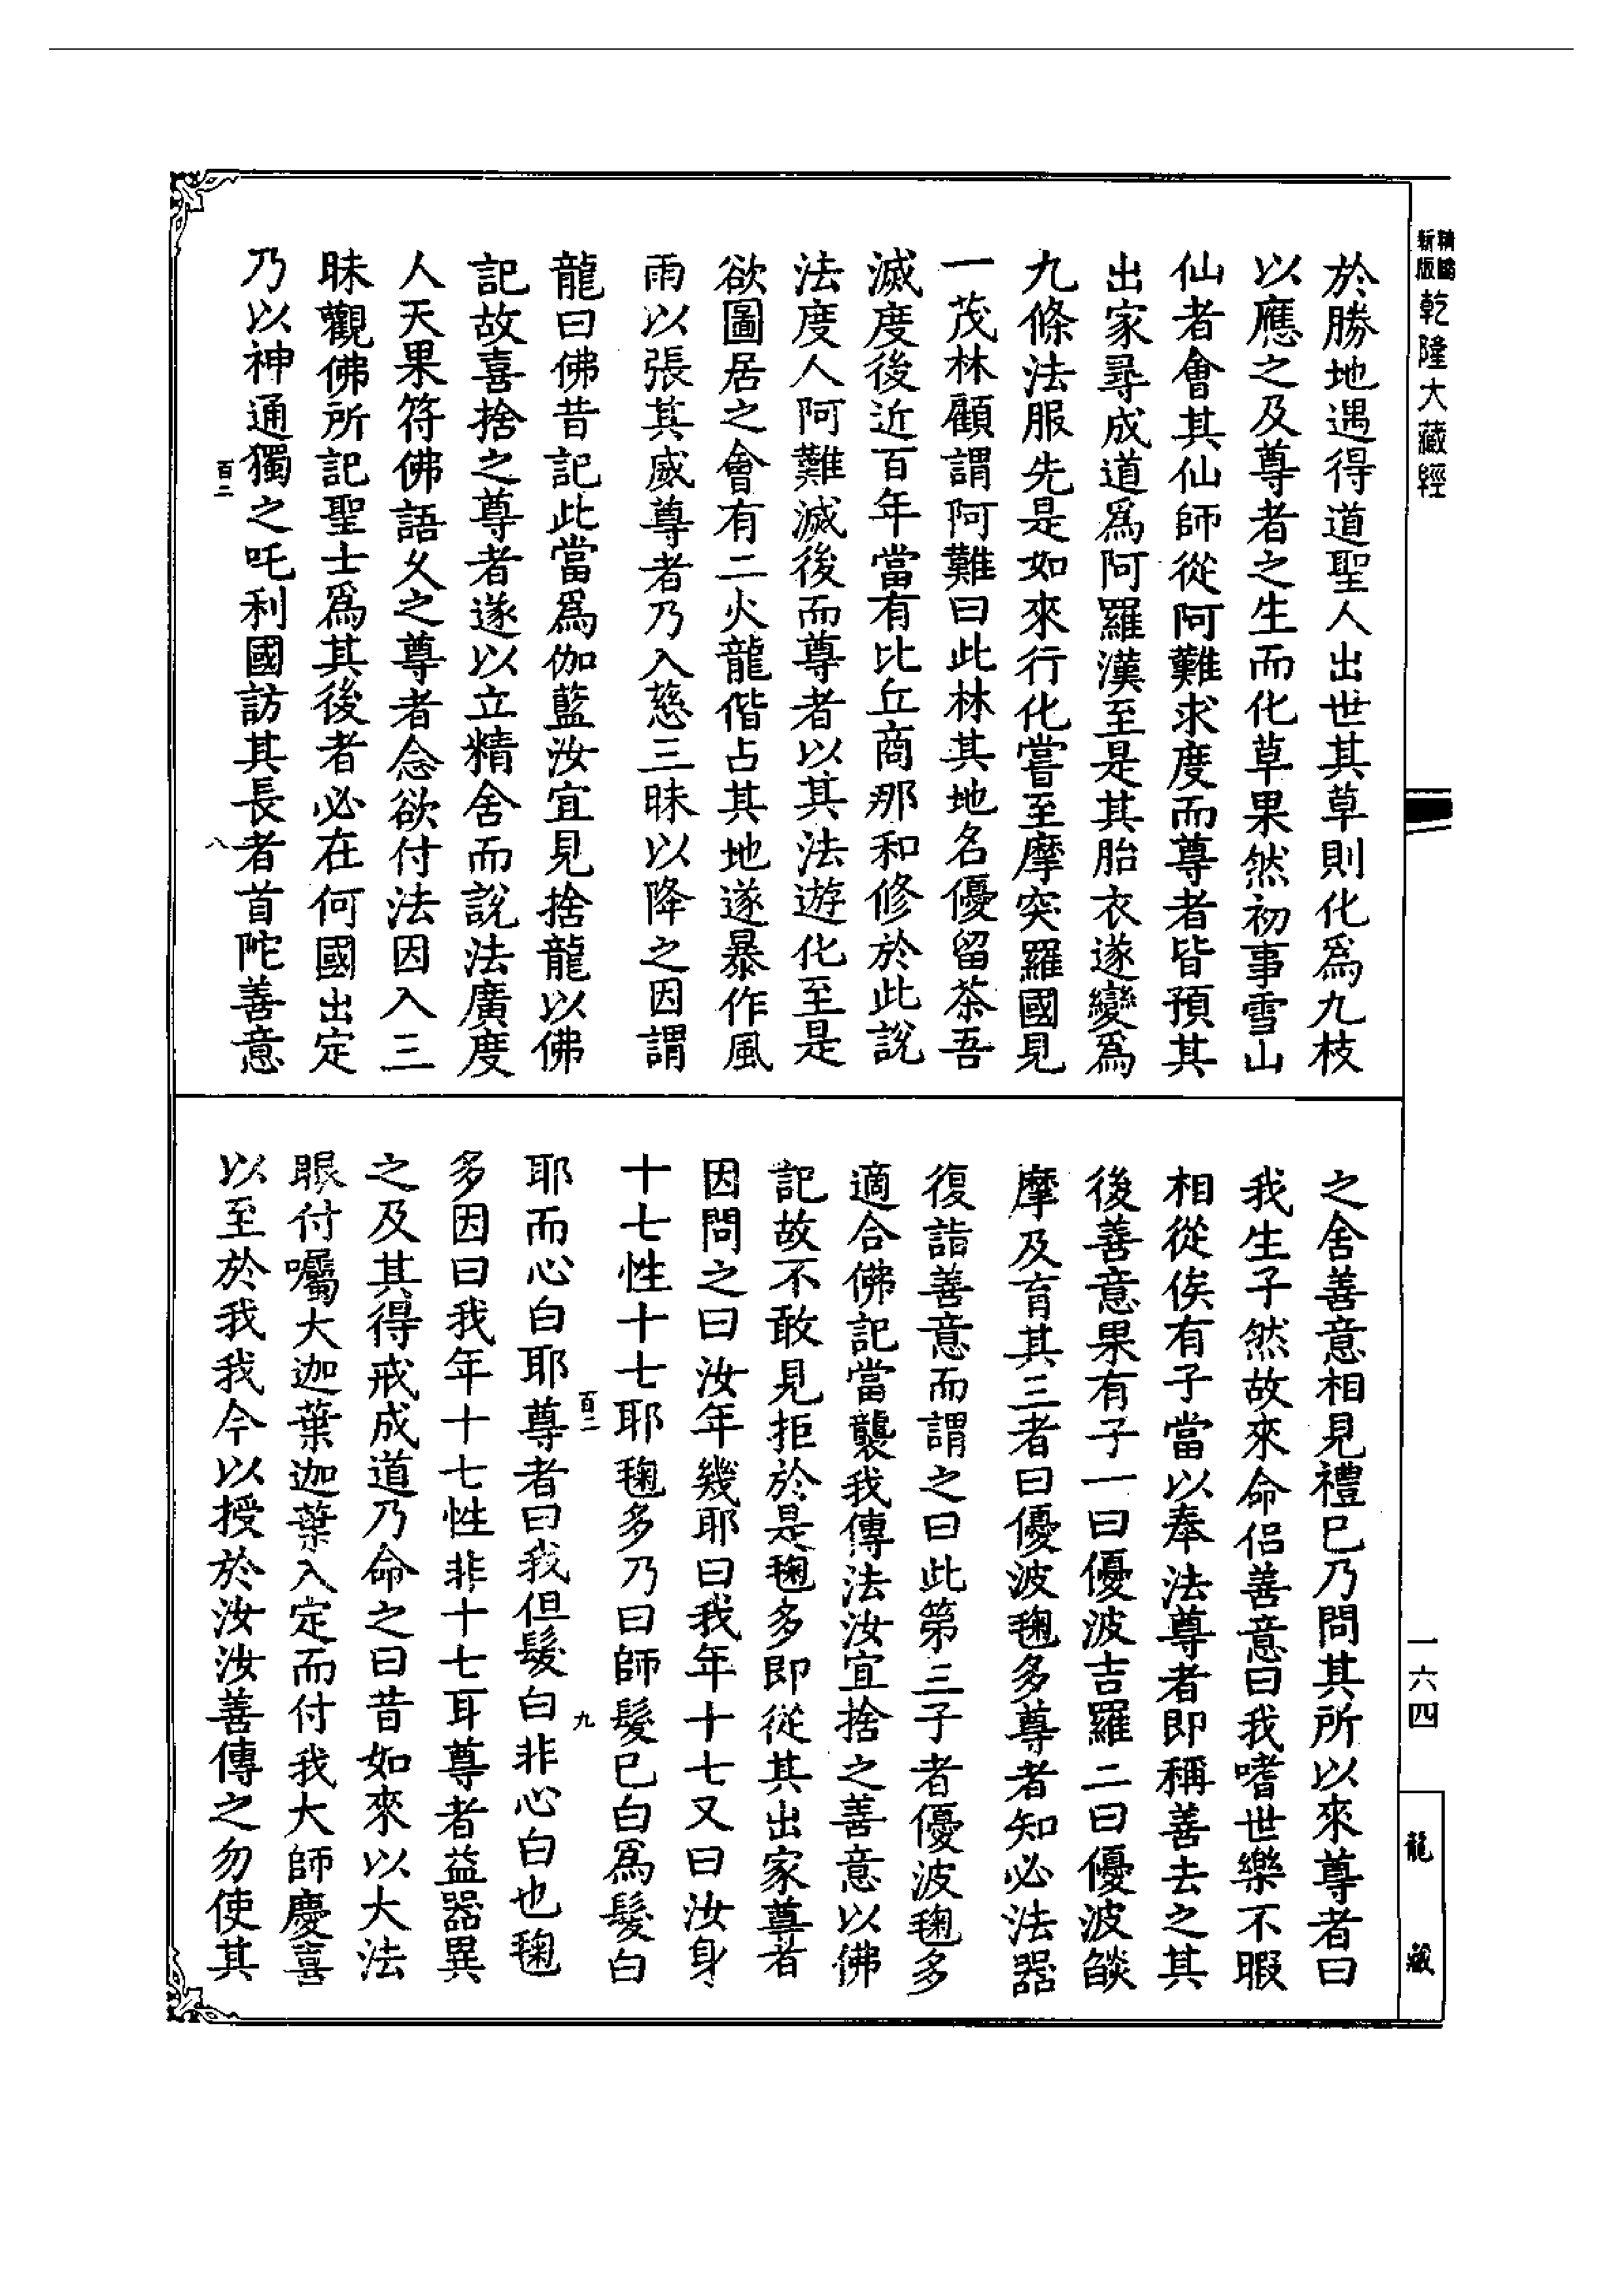 新版精縮乾隆大藏經
於勝地遇得道聖人出世其草則化爲九枝
以應之及尊者之生而化草果然初事雪山
仙者會其仙師從阿難求度而尊者皆預其
出家尋成道爲阿羅漢至是其胎衣遂變爲
九條法服先是如來行化嘗至摩突羅國見
一茂林顧謂阿難曰此林其地名優留荼吾
滅度後近百年當有比丘商那和修於此說
法度人阿難滅後而尊者以其法遊化至是
欲圖居之會有二火龍偕占其地遂暴作風
雨以張其威尊者乃入慈三昧以降之因謂
龍曰佛昔記此當爲伽藍汝宜見捨龍以佛
記故喜捨之尊者遂以立精舍而說法廣度
人天果符佛語久之尊者念欲付法因入三
昧觀佛所記聖士爲其後者必在何國出定
乃以神通獨之吒利國訪其長者首陀善意
百二
八
之舍善意相見禮已乃問其所以來尊者曰
我生子然故來命侶善意曰我嗜世樂不暇
相從俟有子當以奉法尊者即稱善去之其
後善意果有子一曰優波吉羅二曰優波燄
摩及育其三者曰優波毱多尊者知必法器
復詣善意而謂之曰此第三子者優波毱多
適合佛記當襲我傳法汝宜捨之善意以佛
記故不敢見拒於是毱多即從其出家尊者
因問之曰汝年幾耶曰我年十七又曰汝身
十七性十七耶毱多乃曰師髮已白爲髮白
百二
九
耶而心白耶尊者曰我但髮白非心白也毱
多因曰我年十七性非十七耳尊者益器異
之及其得戒成道乃命之曰昔如來以大法
眼付囑大迦葉迦葉入定而付我大師慶喜
以至於我我今以授於汝汝善傳之勿使其
一六四
龍藏